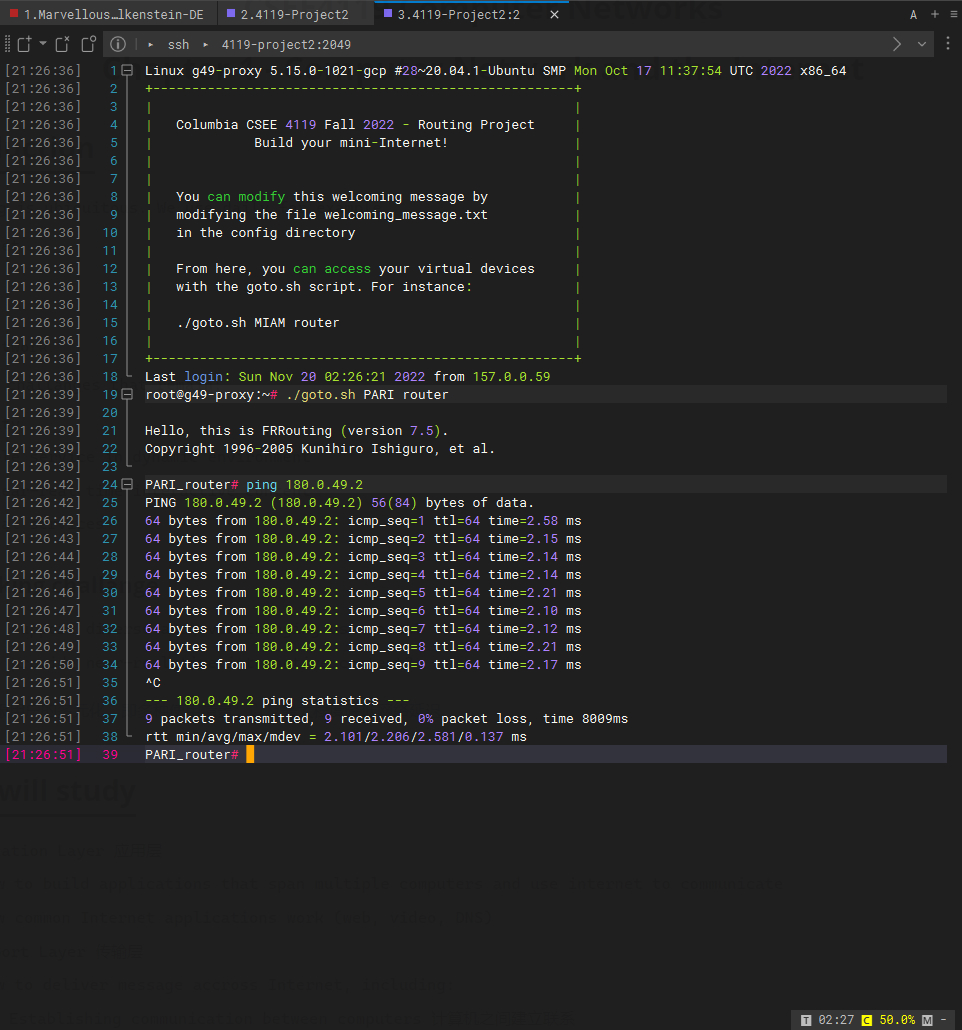 1.Marvellous…lkenstein-DE 2.4119-Project2 3.4119-Project2:2 × A + ≡
ssh 4119-project2:2049
[21:26:36] 1 Linux g49-proxy 5.15.0-1021-gcp #28~20.04.1-Ubuntu SMP Mon Oct 17 11:37:54 UTC 2022 x86_64
[21:26:36] 2 +------------------------------------------------------+
[21:26:36] 3 | |
[21:26:36] 4 | Columbia CSEE 4119 Fall 2022 - Routing Project |
[21:26:36] 5 | Build your mini-Internet! |
[21:26:36] 6 | |
[21:26:36] 7 | |
[21:26:36] 8 | You can modify this welcoming message by |
[21:26:36] 9 | modifying the file welcoming_message.txt |
[21:26:36] 10 | in the config directory |
[21:26:36] 11 | |
[21:26:36] 12 | From here, you can access your virtual devices |
[21:26:36] 13 | with the goto.sh script. For instance: |
[21:26:36] 14 | |
[21:26:36] 15 | ./goto.sh MIAM router |
[21:26:36] 16 | |
[21:26:36] 17 +------------------------------------------------------+
[21:26:36] 18 Last login: Sun Nov 20 02:26:21 2022 from 157.0.0.59
[21:26:39] 19 root@g49-proxy:~# ./goto.sh PARI router
[21:26:39] 20
[21:26:39] 21 Hello, this is FRRouting (version 7.5).
[21:26:39] 22 Copyright 1996-2005 Kunihiro Ishiguro, et al.
[21:26:39] 23
[21:26:42] 24 PARI_router# ping 180.0.49.2
[21:26:42] 25 PING 180.0.49.2 (180.0.49.2) 56(84) bytes of data.
[21:26:42] 26 64 bytes from 180.0.49.2: icmp_seq=1 ttl=64 time=2.58 ms
[21:26:43] 27 64 bytes from 180.0.49.2: icmp_seq=2 ttl=64 time=2.15 ms
[21:26:44] 28 64 bytes from 180.0.49.2: icmp_seq=3 ttl=64 time=2.14 ms
[21:26:45] 29 64 bytes from 180.0.49.2: icmp_seq=4 ttl=64 time=2.14 ms
[21:26:46] 30 64 bytes from 180.0.49.2: icmp_seq=5 ttl=64 time=2.21 ms
[21:26:47] 31 64 bytes from 180.0.49.2: icmp_seq=6 ttl=64 time=2.10 ms
[21:26:48] 32 64 bytes from 180.0.49.2: icmp_seq=7 ttl=64 time=2.12 ms
[21:26:49] 33 64 bytes from 180.0.49.2: icmp_seq=8 ttl=64 time=2.21 ms
[21:26:50] 34 64 bytes from 180.0.49.2: icmp_seq=9 ttl=64 time=2.17 ms
[21:26:51] 35 ^C
[21:26:51] 36 --- 180.0.49.2 ping statistics ---
[21:26:51] 37 9 packets transmitted, 9 received, 0% packet loss, time 8009ms
[21:26:51] 38 rtt min/avg/max/mdev = 2.101/2.206/2.581/0.137 ms
[21:26:51] 39 PARI_router#
will study
T 02:27 C 50.0% M -